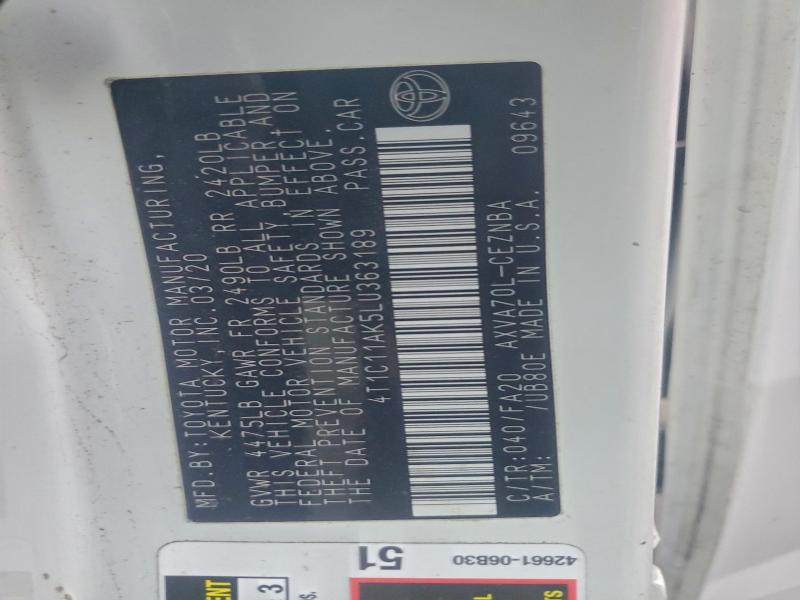 MFD. BY: TOYOTA MOTOR MANUFACTURING,
KENTUCKY, INC. 03/20
GVWR 4475LB GAWR FR 2490LB RR 2420LB
THIS VEHICLE CONFORMS TO ALL APPLICABLE
FEDERAL MOTOR VEHICLE SAFETY, BUMPER, AND
THEFT PREVENTION STANDARDS IN EFFECT ON
THE DATE OF MANUFACTURE SHOWN ABOVE.
4T1C11AK5LU363189 PASS. CAR
C/TR: 040/FA20 AXVA70L-CEZNBA 09643
A/TM: /UB80E MADE IN U.S.A.
51
42661-06B30